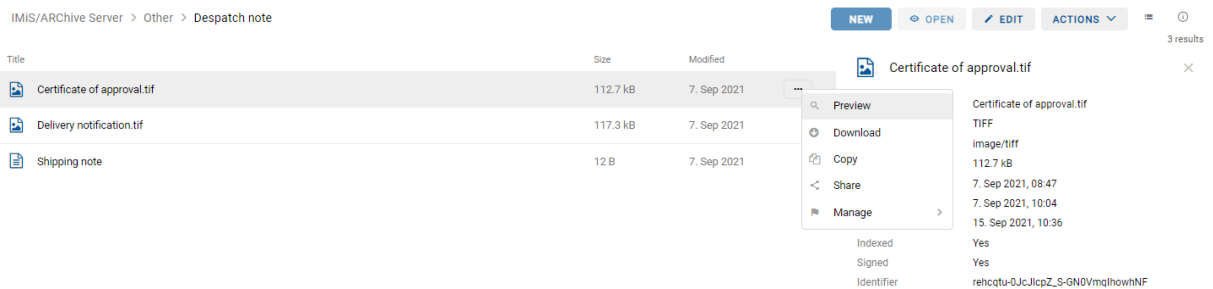 IMiS/ARChive Server > Other > Despatch note
NEW
OPEN
EDIT
ACTIONS
3 results
Title Size Modified
Certificate of approval.tif 112.7 kB 7. Sep 2021 ...
Delivery notification.tif 117.3 kB 7. Sep 2021
Shipping note 12 B 7. Sep 2021
Preview
Download
Copy
Share
Manage >
Certificate of approval.tif
Certificate of approval.tif
TIFF
image/tiff
112.7 kB
7. Sep 2021, 08:47
7. Sep 2021, 10:04
15. Sep 2021, 10:36
Indexed Yes
Signed Yes
Identifier rehcqtu-0JcJIcpZ_S-GN0VmqIhowhNF